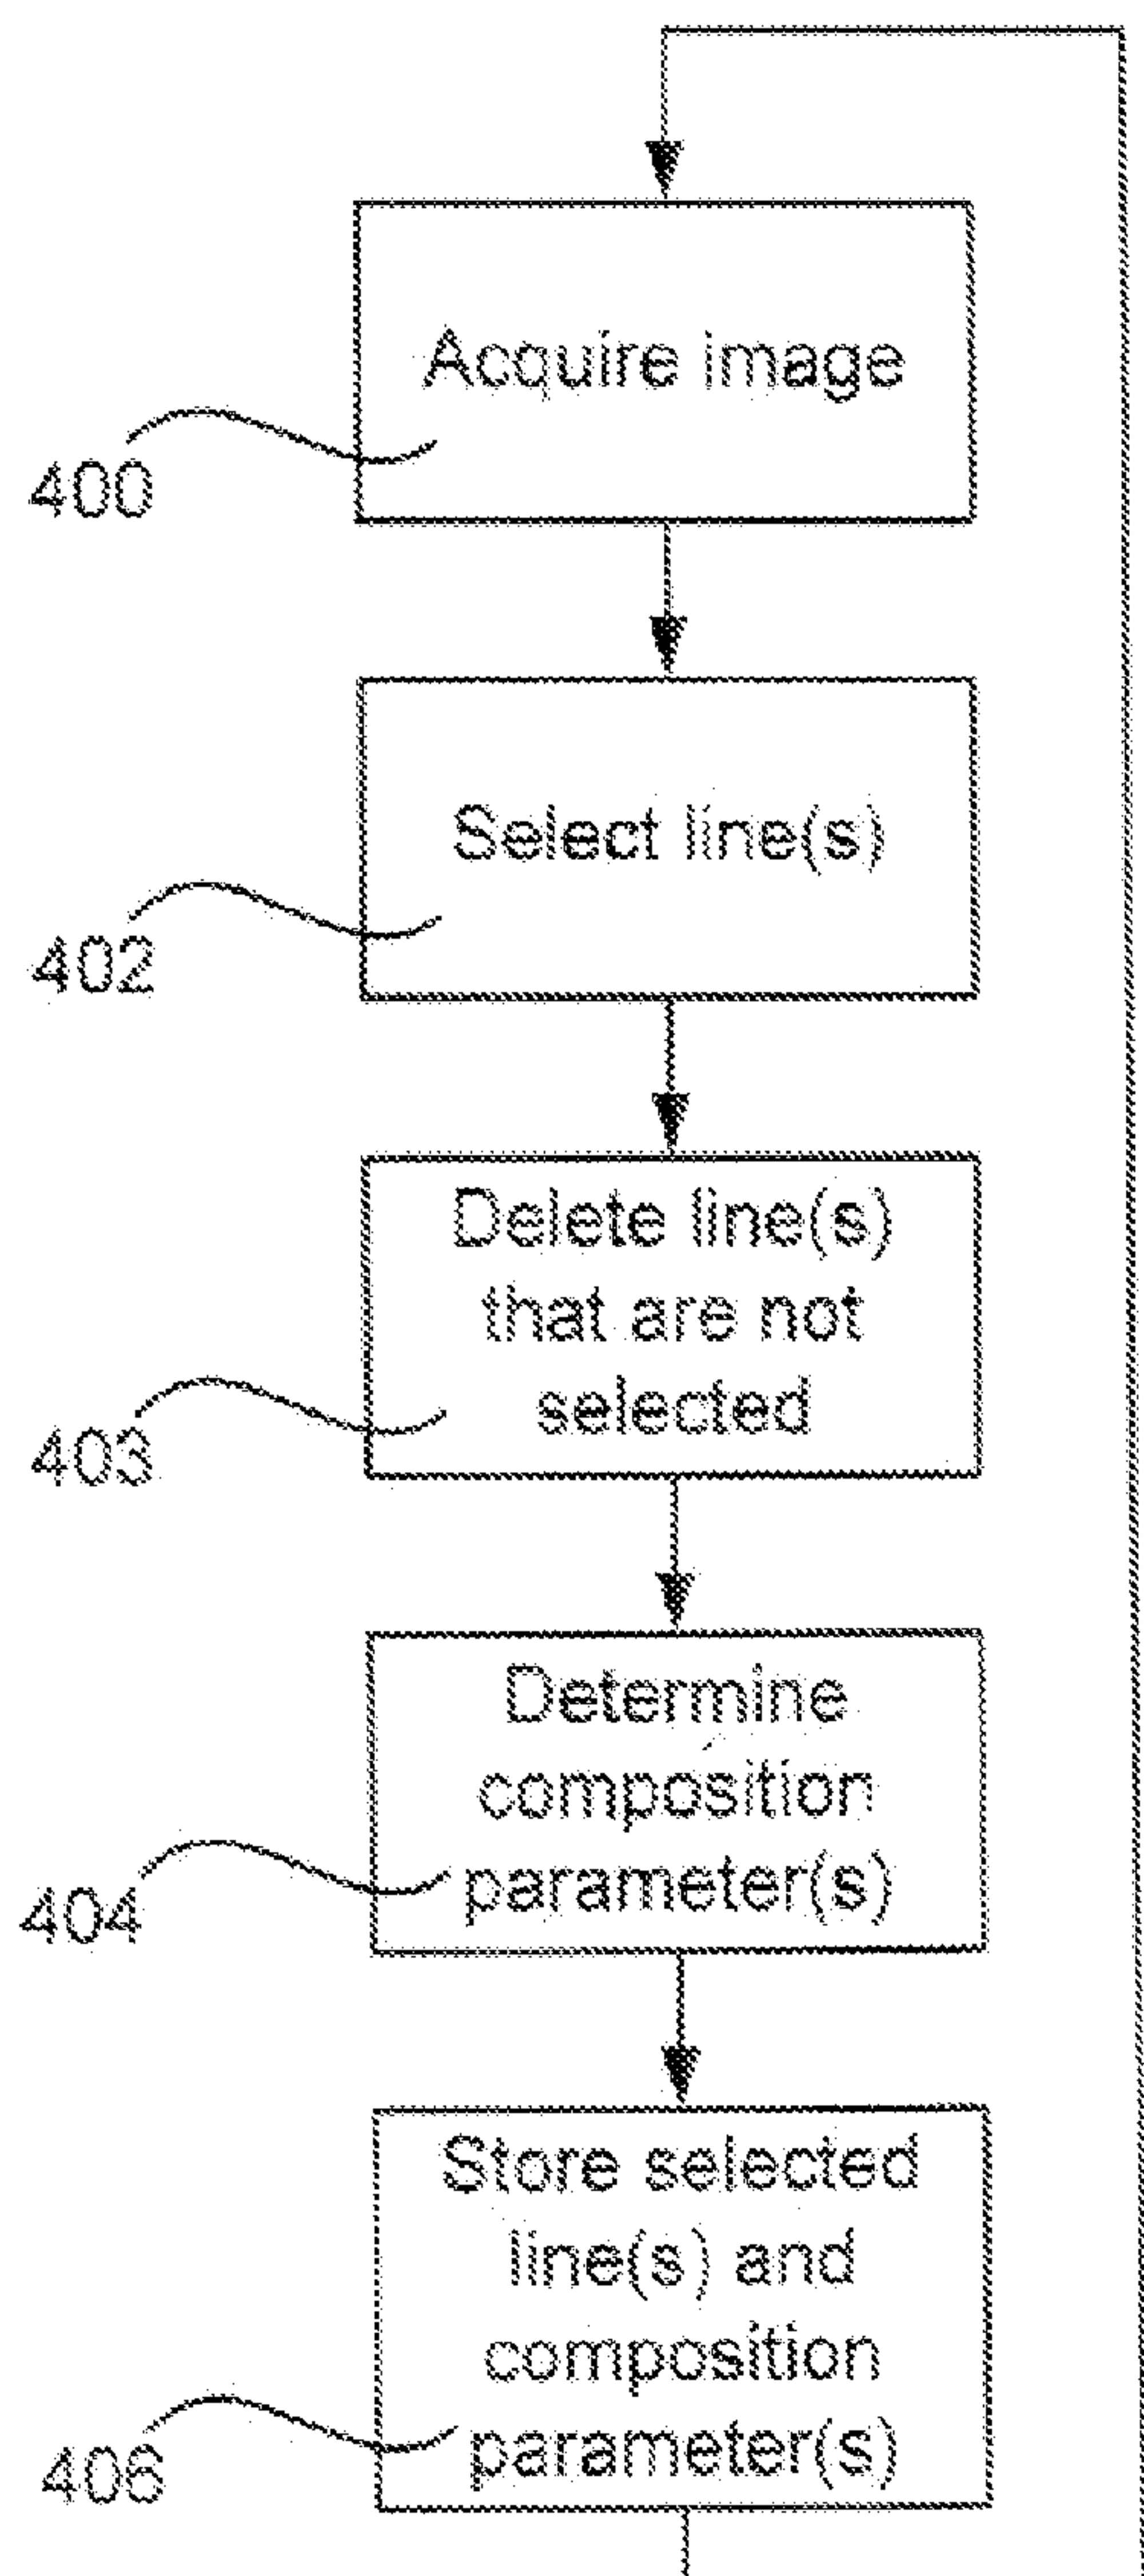 Acquire image
400
Select line(s)
402
Delete line(s)
that are not
selected
403
Determine
composition
parameter(s)
404
Store selected
line(s) and
composition
parameter(s)
406